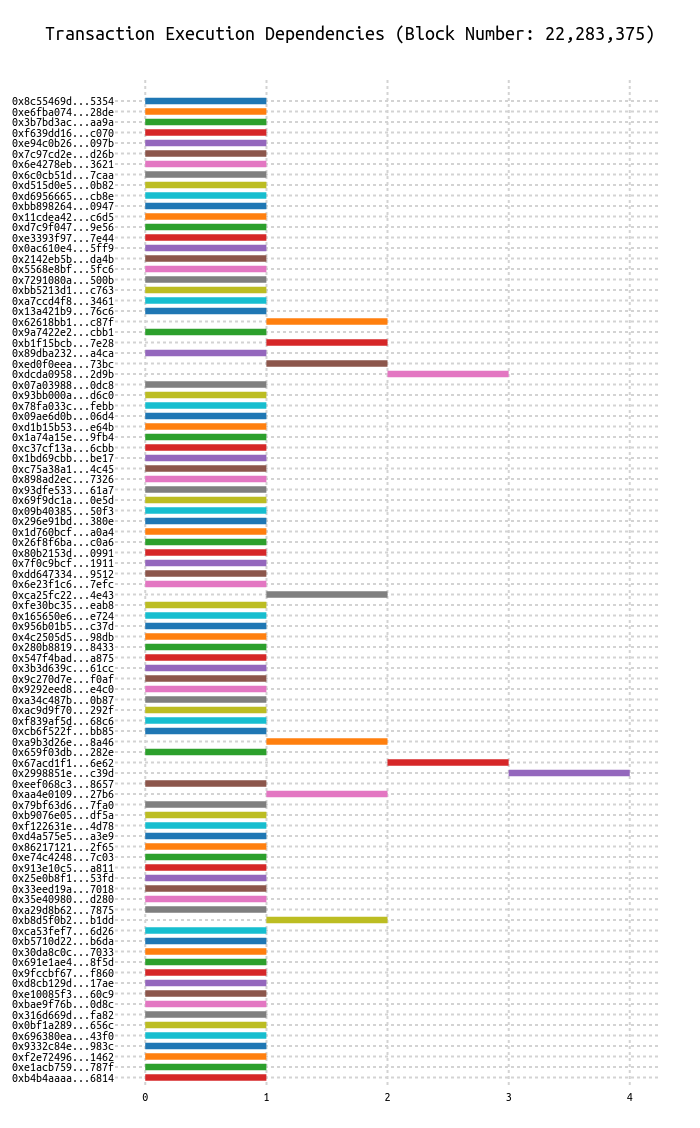 Transaction Execution Dependencies (Block Number: 22,283,375)
0x8c55469d...5354
0xe6fba074...28de
0x3b7bd3ac...aa9a
0xf639dd16...c070
0xe94c0b26...097b
0x7c97cd2e...d26b
0x6e4278eb...3621
0x6c0cb51d...7caa
0xd515d0e5...0b82
0xd6956665...cb8e
0xbb898264...0947
0x11cdea42...c6d5
0xd7c9f047...9e56
0xe3393f97...7e44
0x0ac610e4...5ff9
0x2142eb5b...da4b
0x5568e8bf...5fc6
0x7291080a...500b
0xbb5213d1...c763
0xa7ccd4f8...3461
0x13a421b9...76c6
0x62618bb1...c87f
0x9a7422e2...cbb1
0xb1f15bcb...7e28
0x89dba232...a4ca
0xed0f0eea...73bc
0xdcda0958...2d9b
0x07a03988...0dc8
0x93bb000a...d6c0
0x78fa033c...febb
0x09ae6d0b...06d4
0xd1b15b53...e64b
0x1a74a15e...9fb4
0xc37cf13a...6cbb
0x1bd69cbb...be17
0xc75a38a1...4c45
0x898ad2ec...7326
0x93dfe533...61a7
0x69f9dc1a...0e5d
0x09b40385...50f3
0x296e91bd...380e
0x1d760bcf...a0a4
0x26f8f6ba...c0a6
0x80b2153d...0991
0x7f0c9bcf...1911
0xdd647334...9512
0x6e23f1c6...7efc
0xca25fc22...4e43
0xfe30bc35...eab8
0x165650e6...e724
0x956b01b5...c37d
0x4c2505d5...98db
0x280b8819...8433
0x547f4bad...a875
0x3b3d639c...61cc
0x9c270d7e...f0af
0x9292eed8...e4c0
0xa34c487b...0b87
0xac9d9f70...292f
0xf839af5d...68c6
0xcb6f522f...bb85
0xa9b3d26e...8a46
0x659f03db...282e
0x67acd1f1...6e62
0x2998851e...c39d
0xeef068c3...8657
0xaa4e0109...27b6
0x79bf63d6...7fa0
0xb9076e05...df5a
0xf122631e...4d78
0xd4a575e5...a3e9
0x86217121...2f65
0xe74c4248...7c03
0x913e10c5...a811
0x25e0b8f1...53fd
0x33eed19a...7018
0x35e40980...d280
0xa29d8b62...7875
0xb8d5f0b2...b1dd
0xca53fef7...6d26
0xb5710d22...b6da
0x30da8c0c...7033
0x691e1ae4...8f5d
0x9fccbf67...f860
0xd8cb129d...17ae
0xe10085f3...60c9
0xbae9f76b...0d8c
0x316d669d...fa82
0x0bf1a289...656c
0x696380ea...43f0
0x9332c84e...983c
0xf2e72496...1462
0xe1acb759...787f
0xb4b4aaaa...6814
0 1 2 3 4